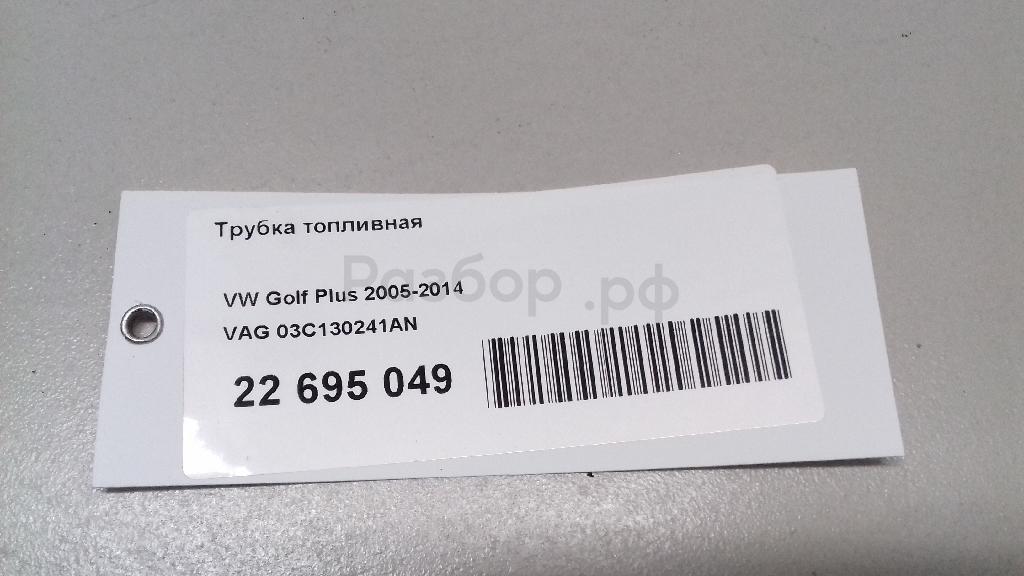 Трубка топливная
Разбор.рф
VW Golf Plus 2005-2014
VAG 03C130241AN
22 695 049